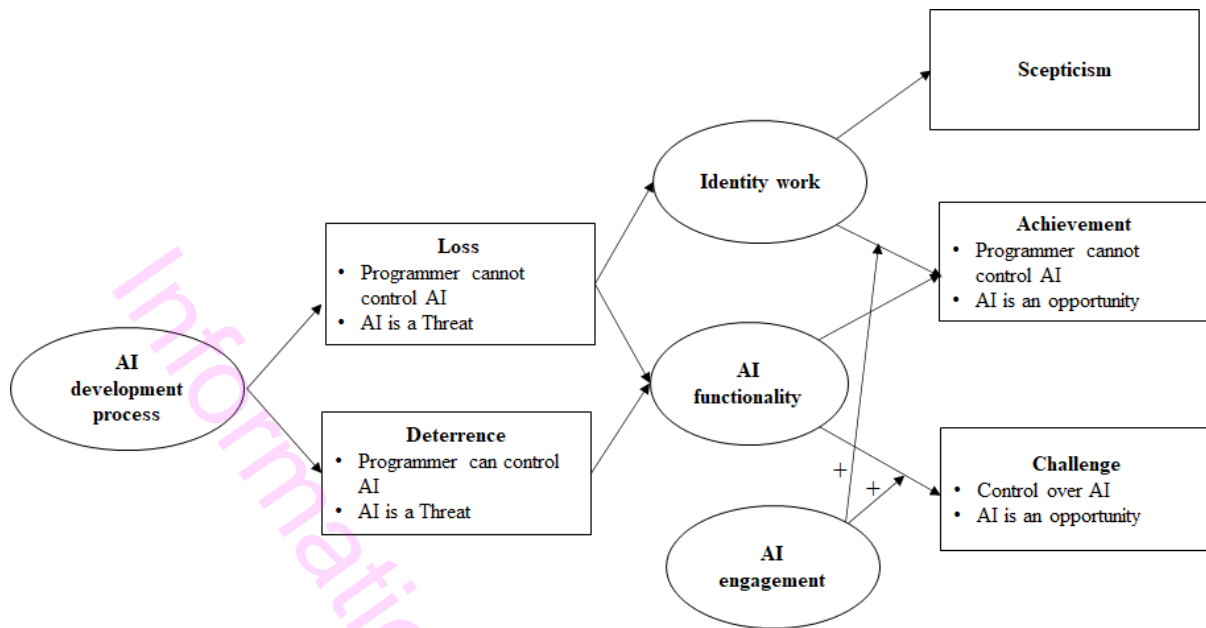 Scepticism
Identity work
Achievement
• Programmer cannot
control AI
• AI is an opportunity
Loss
• Programmer cannot
control AI
• AI is a Threat
AI
development
process
AI
functionality
Deterrence
• Programmer can control
AI
• AI is a Threat
+
+
Challenge
• Control over AI
• AI is an opportunity
AI
engagement
Informatio